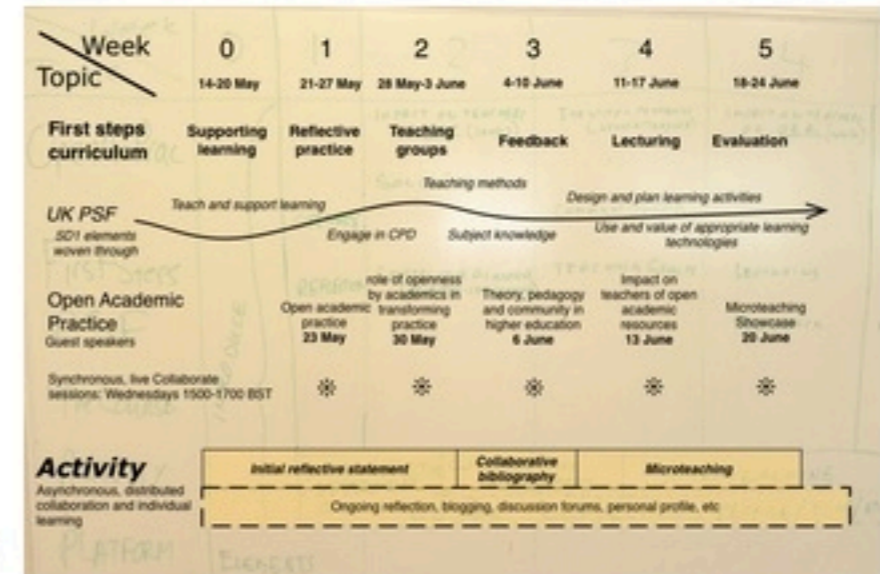 Week 0 1 2 3 4 5
Topic 14-20 May 21-27 May 28 May-3 June 4-10 June 11-17 June 18-24 June
First steps
curriculum
Supporting
learning
Reflective
practice
Teaching
groups
Feedback
Lecturing
Evaluation
UK PSF
SD1 elements
woven through
Teach and support learning
Engage in CPD
Teaching methods
Subject knowledge
Design and plan learning activities
Use and value of appropriate learning
technologies
Open Academic
Practice
Guest speakers
Open academic
practice
23 May
role of openness
by academics in
transforming
practice
30 May
Theory, pedagogy
and community in
higher education
6 June
Impact on
teachers of open
academic
resources
13 June
Microteaching
Showcase
20 June
Synchronous, live Collaborate
sessions: Wednesdays 1500-1700 BST
Activity
Asynchronous, distributed
collaboration and individual
learning
Initial reflective statement
Collaborative
bibliography
Microteaching
Ongoing reflection, blogging, discussion forums, personal profile, etc
PLATFORM
ELEMENTS